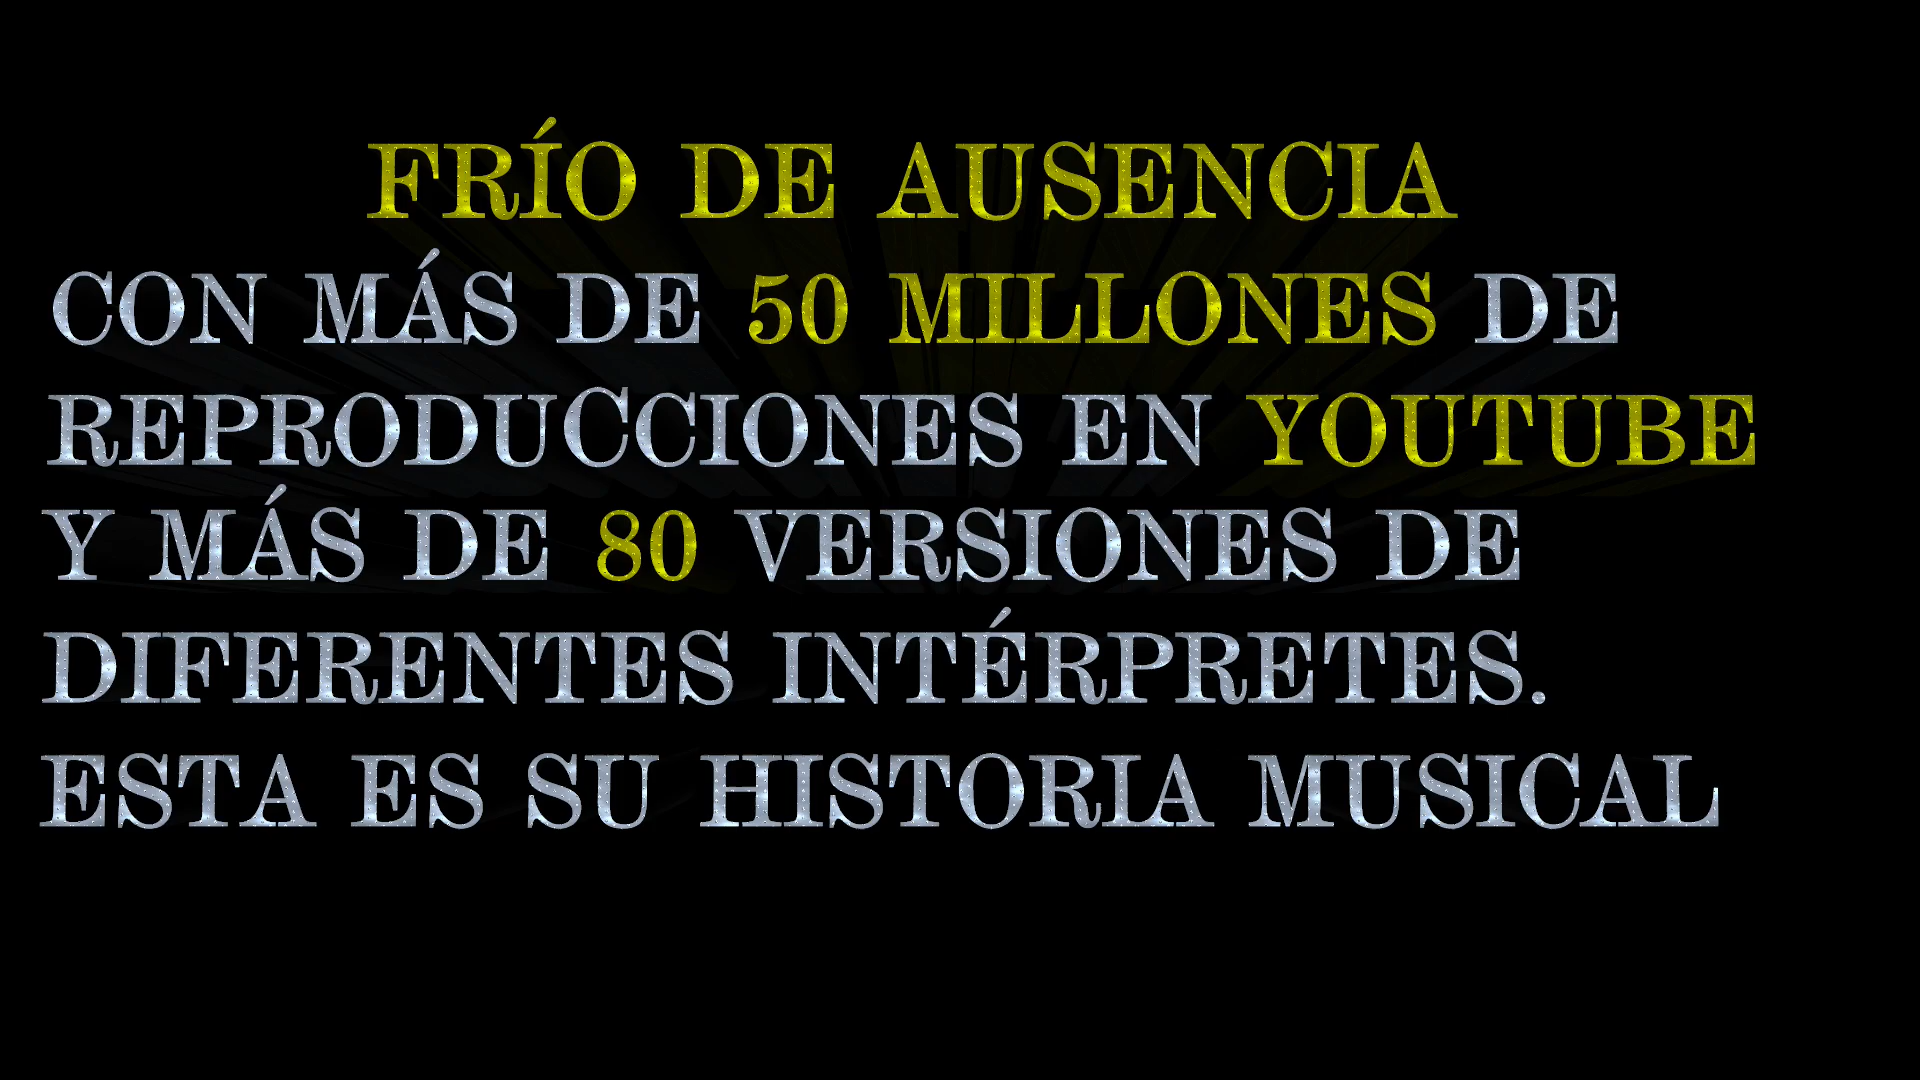 FRÍO DE AUSENCIA
CON MÁS DE 50 MILLONES DE
REPRODUCCIONES EN YOUTUBE
Y MÁS DE 80 VERSIONES DE
DIFERENTES INTÉRPRETES.
ESTA ES SU HISTORIA MUSICAL